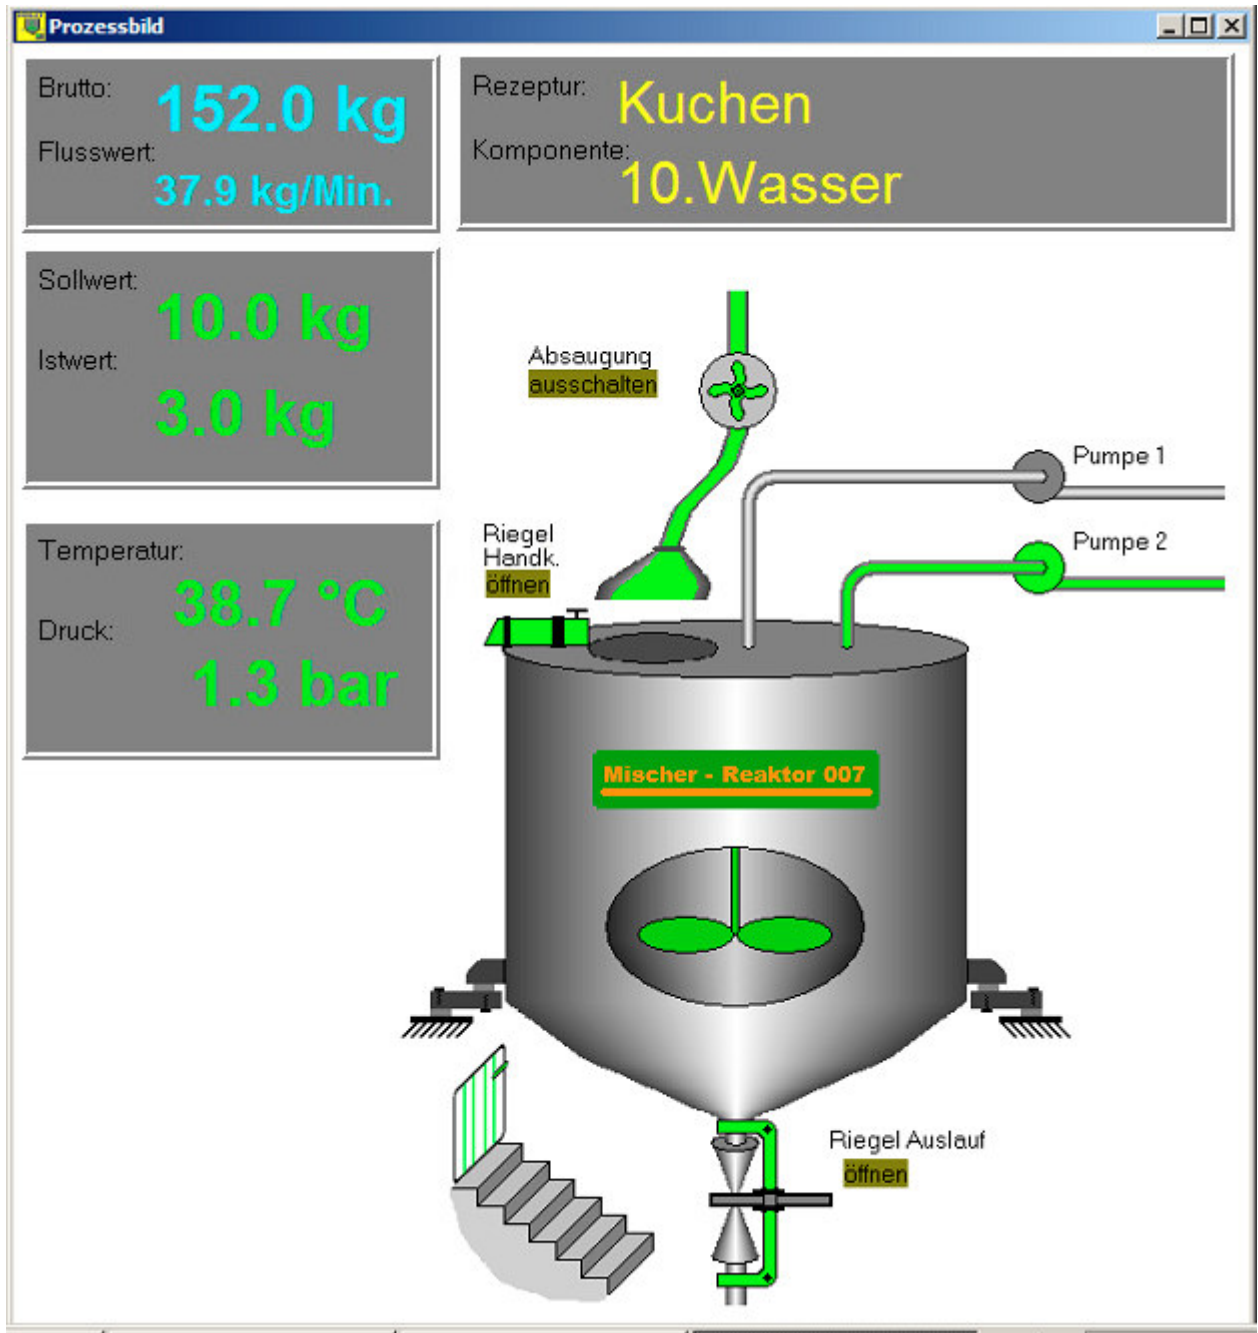 Prozessbild
Brutto:
152.0 kg
Flusswert:
37.9 kg/Min.
Rezeptur:
Kuchen
Komponente:
10.Wasser
Sollwert:
10.0 kg
Istwert:
3.0 kg
Temperatur:
38.7 °C
Druck:
1.3 bar
Absaugung
ausschalten
Pumpe 1
Riegel
Handk.
öffnen
Pumpe 2
Mischer - Reaktor 007
Riegel Auslauf
öffnen